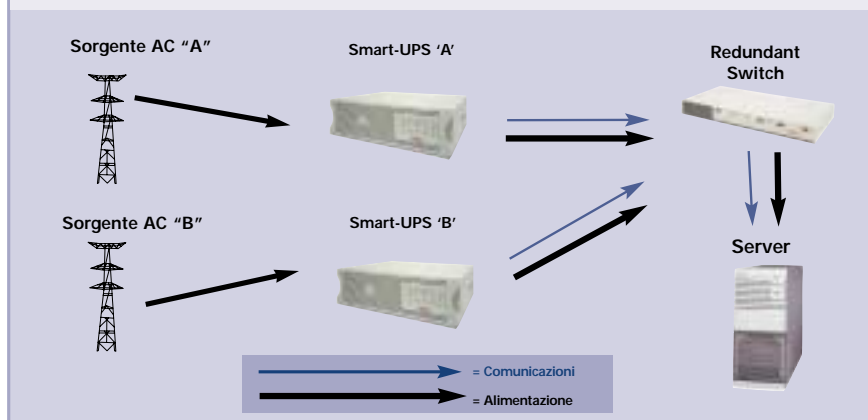 Sorgente AC “A”
Smart-UPS ‘A’
Redundant
Switch
Sorgente AC “B”
Smart-UPS ‘B’
Server
= Comunicazioni
= Alimentazione